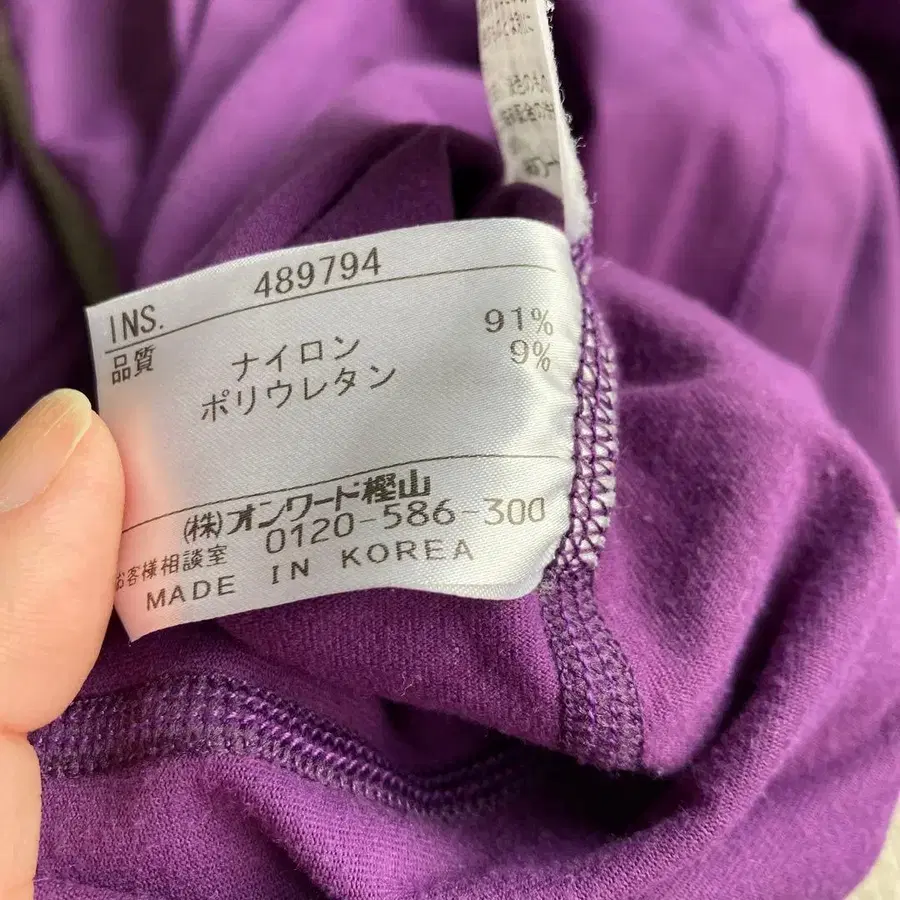 INS. 489794
品質 ナイロン 91%
ポリウレタン 9%
(株)オンワード樫山
お客様相談室 0120-586-300
MADE IN KOREA